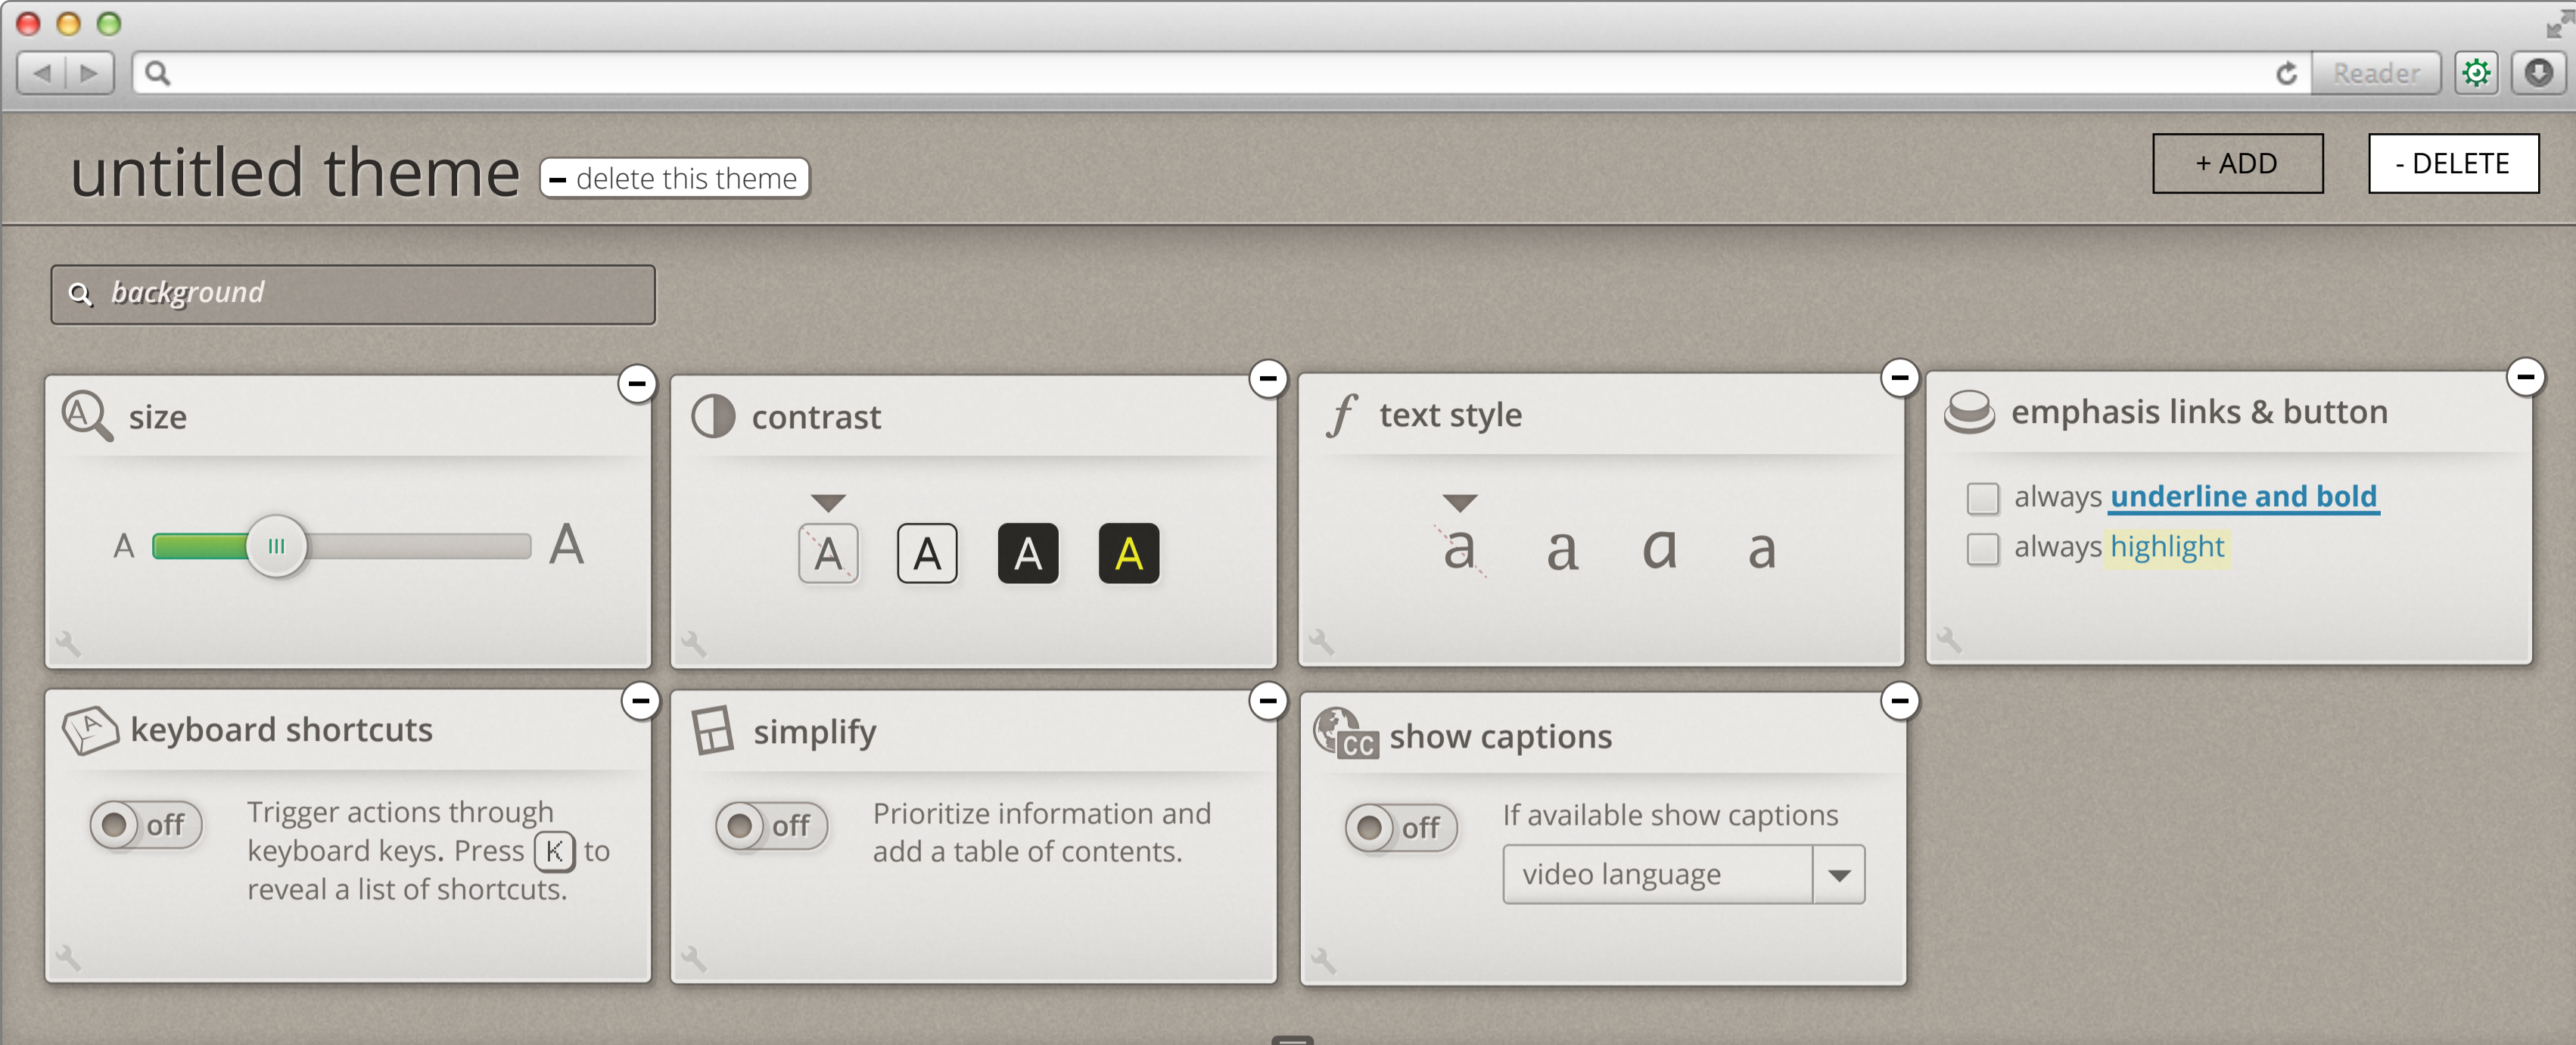 Reader
untitled theme
delete this theme
+ ADD
- DELETE
background
size
A
A
contrast
A A A A
text style
a a a a
emphasis links & button
always underline and bold
always highlight
keyboard shortcuts
off
Trigger actions through
keyboard keys. Press K to
reveal a list of shortcuts.
simplify
off
Prioritize information and
add a table of contents.
CC show captions
off
If available show captions
video language